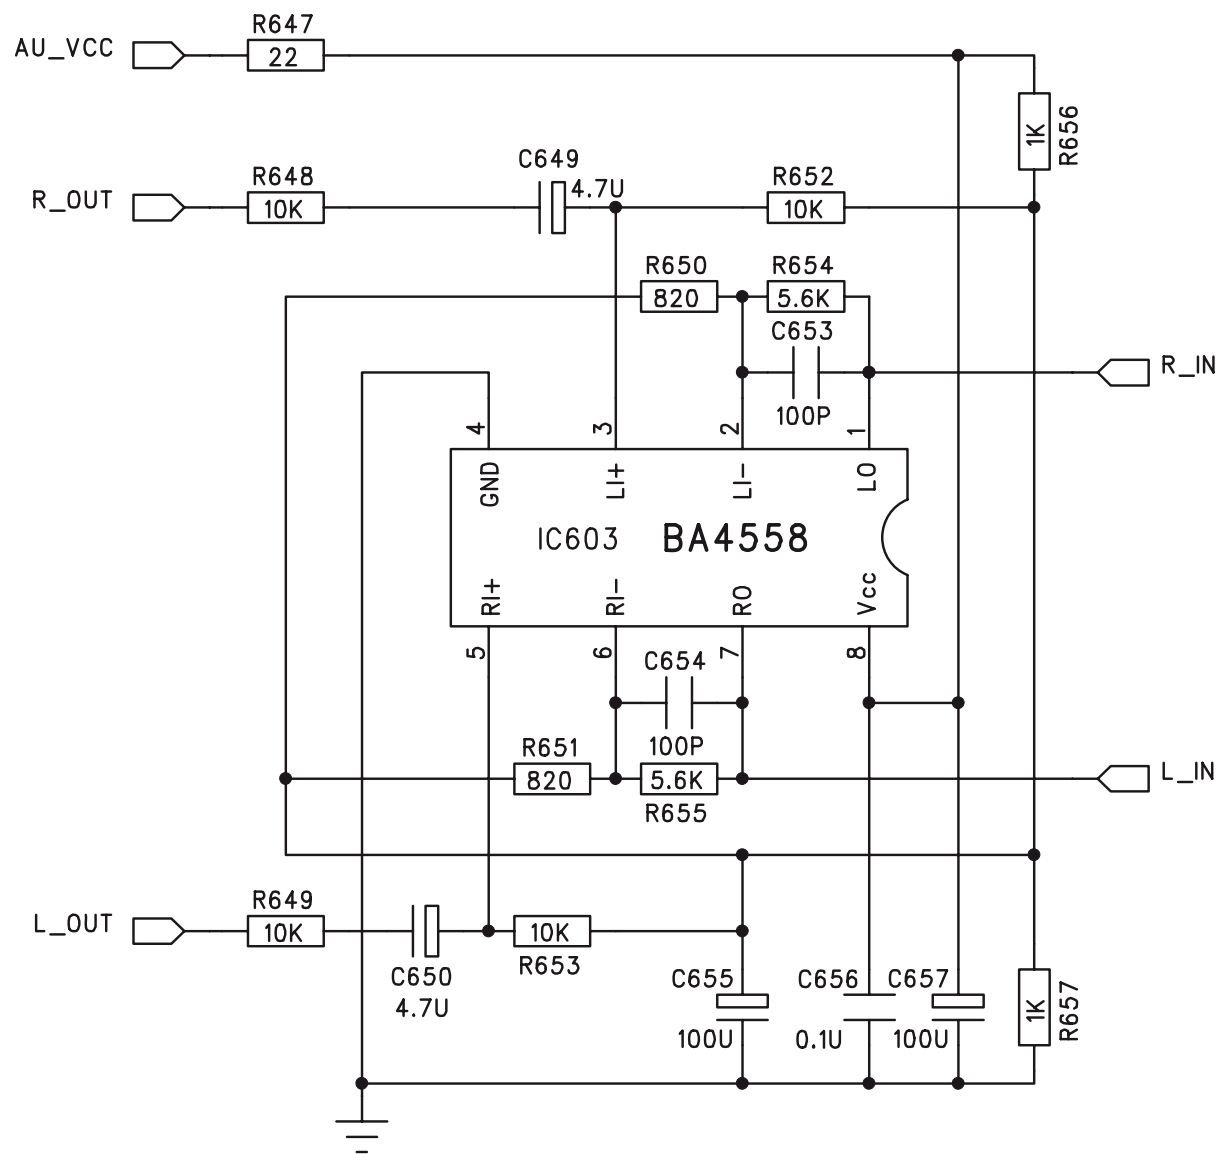 R647
AU_VCC
22
1K
R656
C649
4.7U
R648
R652
R_OUT
10K
10K
R650
R654
820
5.6K
C653
R_IN
100P
4
3
2
1
GND
LI+
LI-
LO
IC603
BA4558
RI+
RI-
RO
Vcc
5
6
7
8
C654
100P
R651
820
5.6K
L_IN
R655
R649
L_OUT
10K
10K
R653
C650
4.7U
C655
C656
C657
100U
0.1U
100U
1K
R657